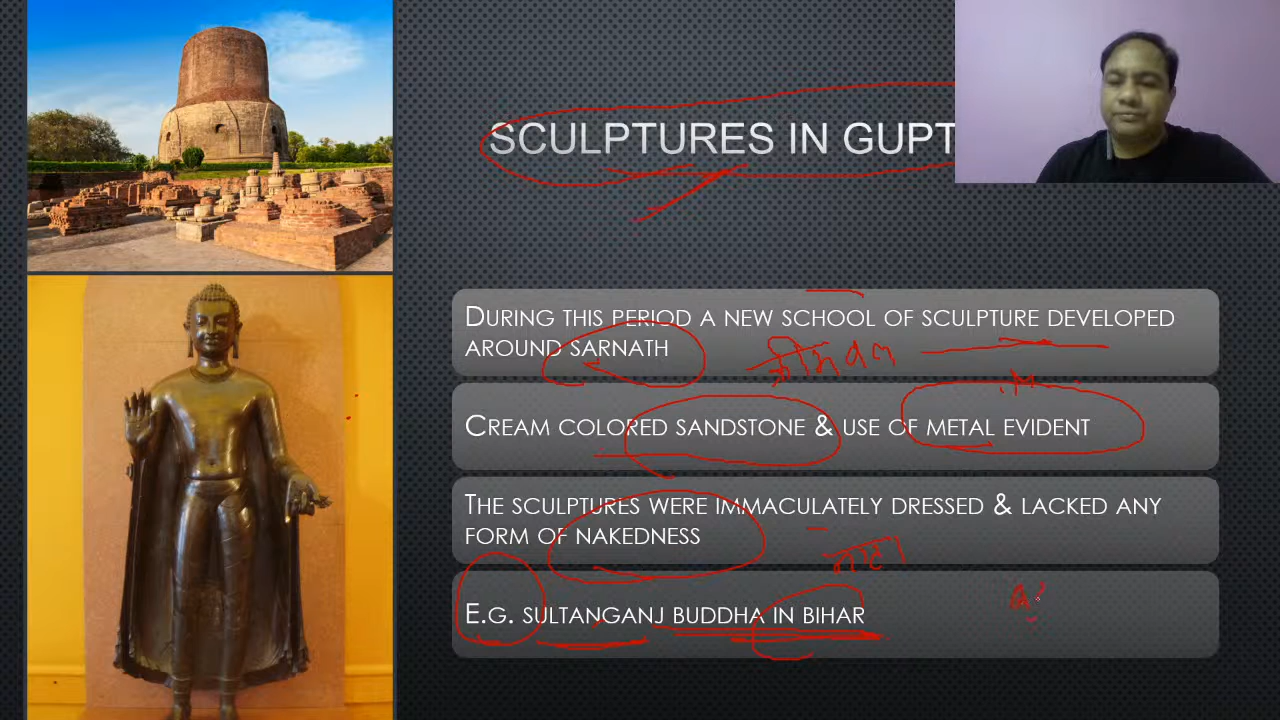 SCULPTURES IN GUPT
DURING THIS PERIOD A NEW SCHOOL OF SCULPTURE DEVELOPED
AROUND SARNATH
CREAM COLORED SANDSTONE & USE OF METAL EVIDENT
THE SCULPTURES WERE IMMACULATELY DRESSED & LACKED ANY
FORM OF NAKEDNESS
E.G. SULTANGANJ BUDDHA IN BIHAR